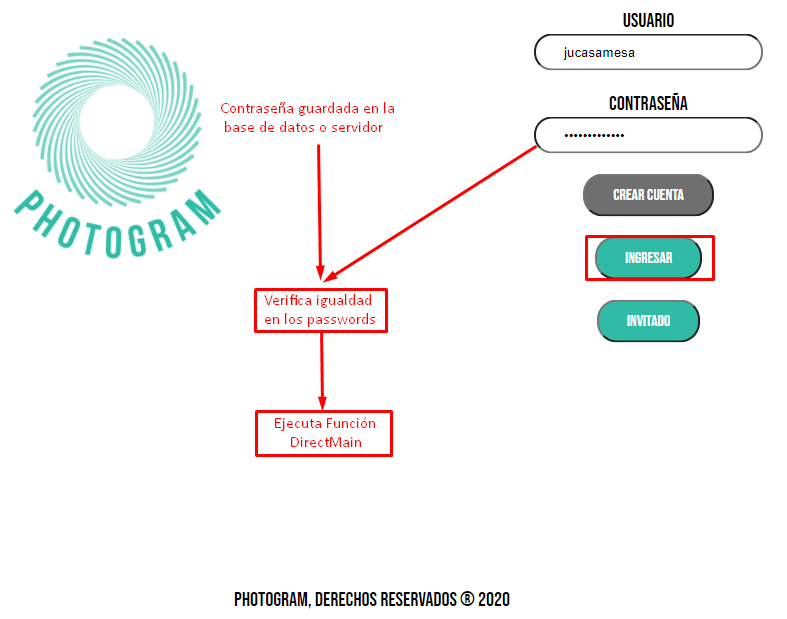 USUARIO
jucasamesa
CONTRASEÑA
•••••••••••••
Contraseña guardada en la
base de datos o servidor
CREAR CUENTA
PHOTOGRAM
INGRESAR
Verifica igualdad
en los passwords
INVITADO
Ejecuta Función
DirectMain
PHOTOGRAM, DERECHOS RESERVADOS ® 2020